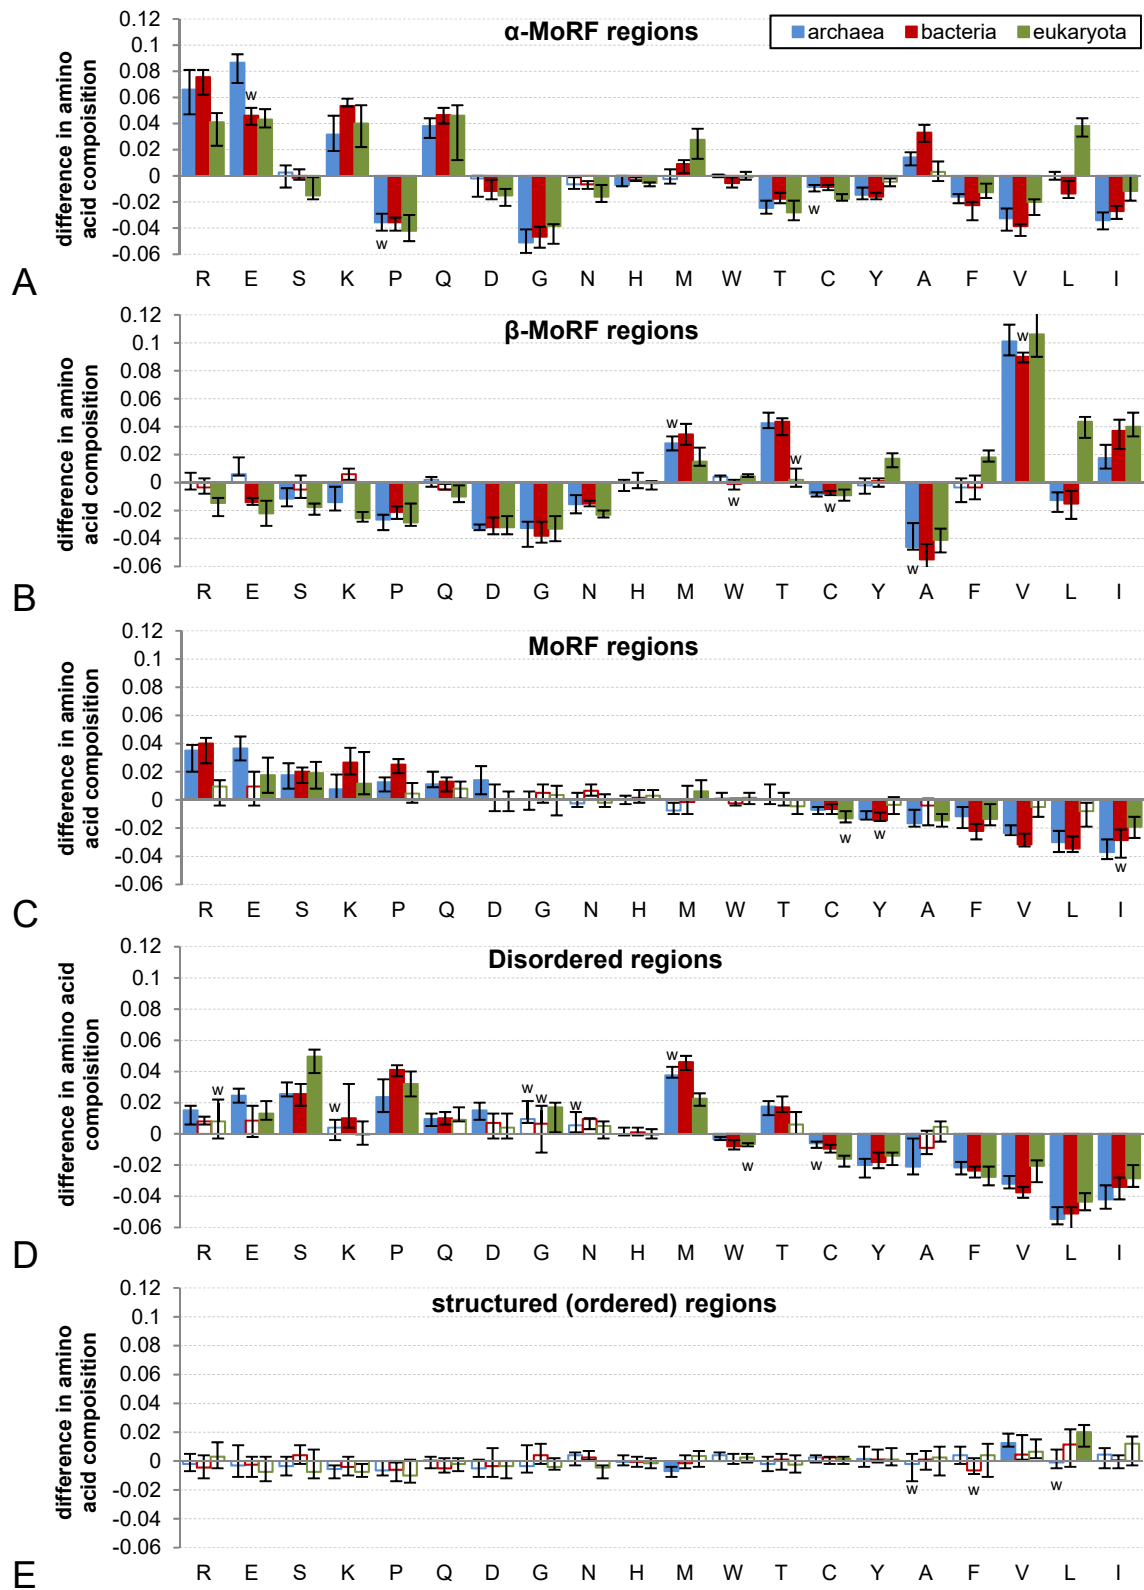 α-MoRF regions
archaea bacteria eukaryota
difference in amino
acid compoisition
0.12
0.1
0.08
0.06
0.04
0.02
0
-0.02
-0.04
-0.06
w
w
w
R E S K P Q D G N H M W T C Y A F V L I
A
β-MoRF regions
difference in amino
acid compoisition
0.12
0.1
0.08
0.06
0.04
0.02
0
-0.02
-0.04
-0.06
w
w
w
w
w
w
R E S K P Q D G N H M W T C Y A F V L I
B
MoRF regions
difference in amino
acid compoisition
0.12
0.1
0.08
0.06
0.04
0.02
0
-0.02
-0.04
-0.06
w
w
w
R E S K P Q D G N H M W T C Y A F V L I
C
Disordered regions
difference in amino acid
compoisition
0.12
0.1
0.08
0.06
0.04
0.02
0
-0.02
-0.04
-0.06
w
w
w
w
w
w
w
w
R E S K P Q D G N H M W T C Y A F V L I
D
structured (ordered) regions
difference in amino
acid compoisition
0.12
0.1
0.08
0.06
0.04
0.02
0
-0.02
-0.04
-0.06
w
w
w
R E S K P Q D G N H M W T C Y A F V L I
E